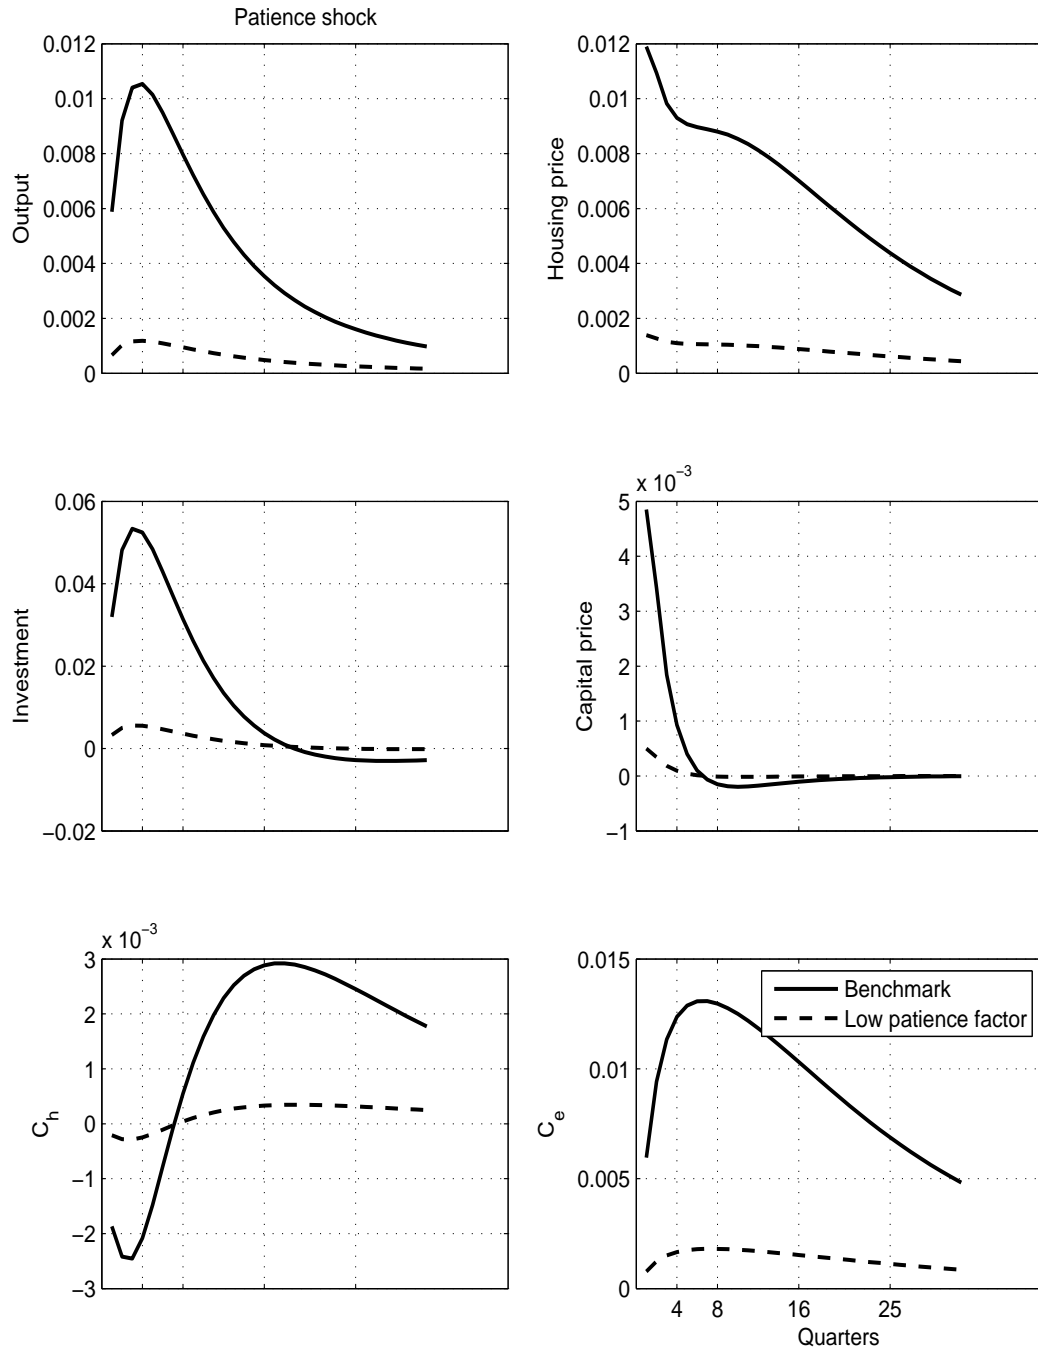 Patience shock
0.012
0.01
0.008
0.006
0.004
0.002
0
Output
0.012
0.01
0.008
0.006
0.004
0.002
0
Housing price
0.06
0.04
0.02
0
−0.02
Investment
x 10⁻³
5
4
3
2
1
0
−1
Capital price
x 10⁻³
3
2
1
0
−1
−2
−3
C_h
0.015
0.01
0.005
0
C_e
Benchmark
Low patience factor
4 8 16 25
Quarters